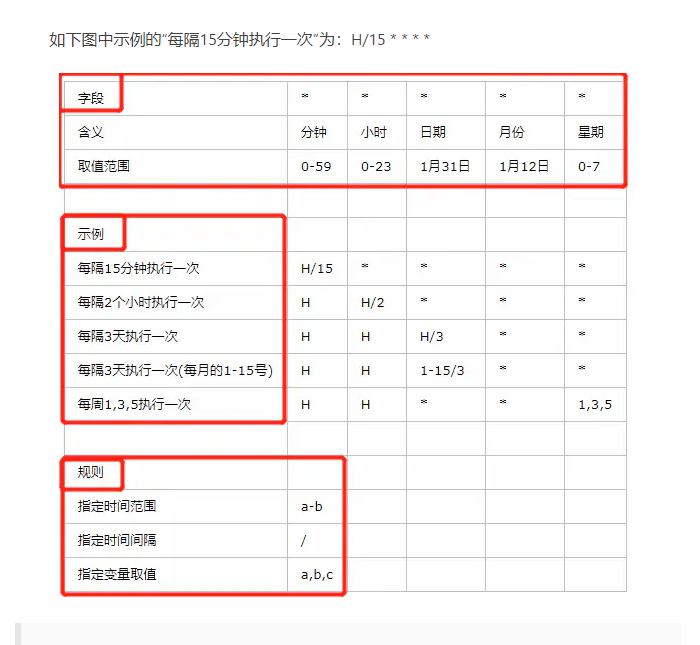 如下图中示例的“每隔15分钟执行一次”为：H/15 * * * *
字段 * * * * *
含义 分钟 小时 日期 月份 星期
取值范围 0-59 0-23 1月31日 1月12日 0-7
示例
每隔15分钟执行一次 H/15 * * * *
每隔2个小时执行一次 H H/2 * * *
每隔3天执行一次 H H H/3 * *
每隔3天执行一次(每月的1-15号) H H 1-15/3 * *
每周1,3,5执行一次 H H * * 1,3,5
规则
指定时间范围 a-b
指定时间间隔 /
指定变量取值 a,b,c